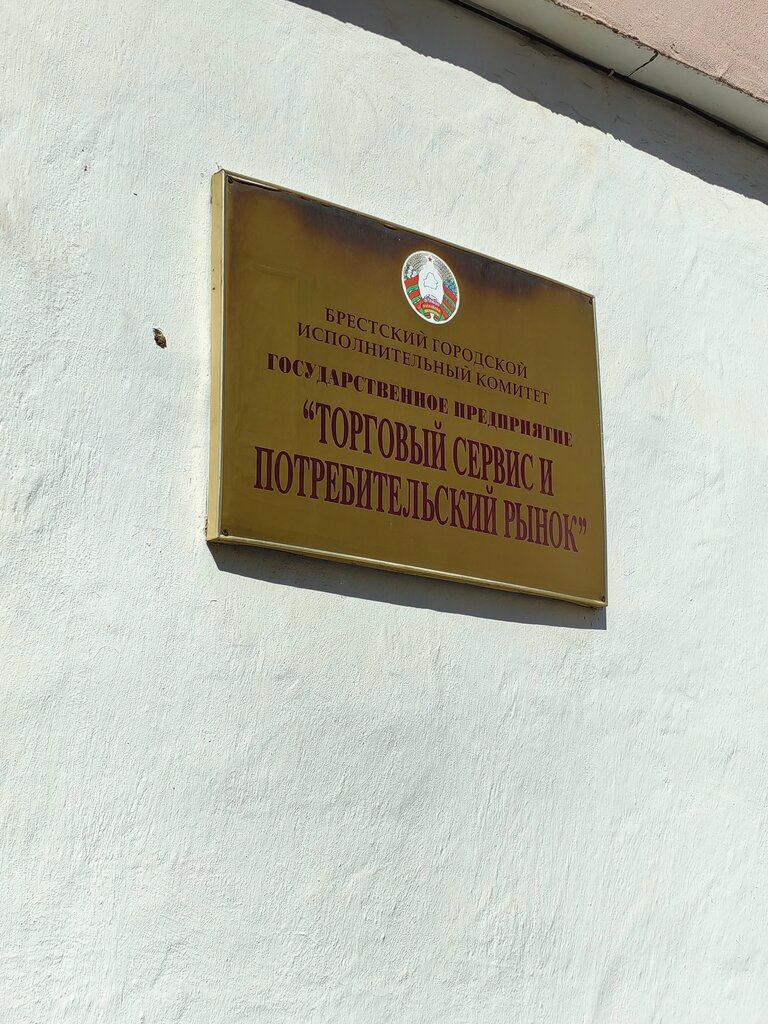 БРЕСТСКИЙ ГОРОДСКОЙ
ИСПОЛНИТЕЛЬНЫЙ КОМИТЕТ
ГОСУДАРСТВЕННОЕ ПРЕДПРИЯТИЕ
“ТОРГОВЫЙ СЕРВИС И
ПОТРЕБИТЕЛЬСКИЙ РЫНОК”